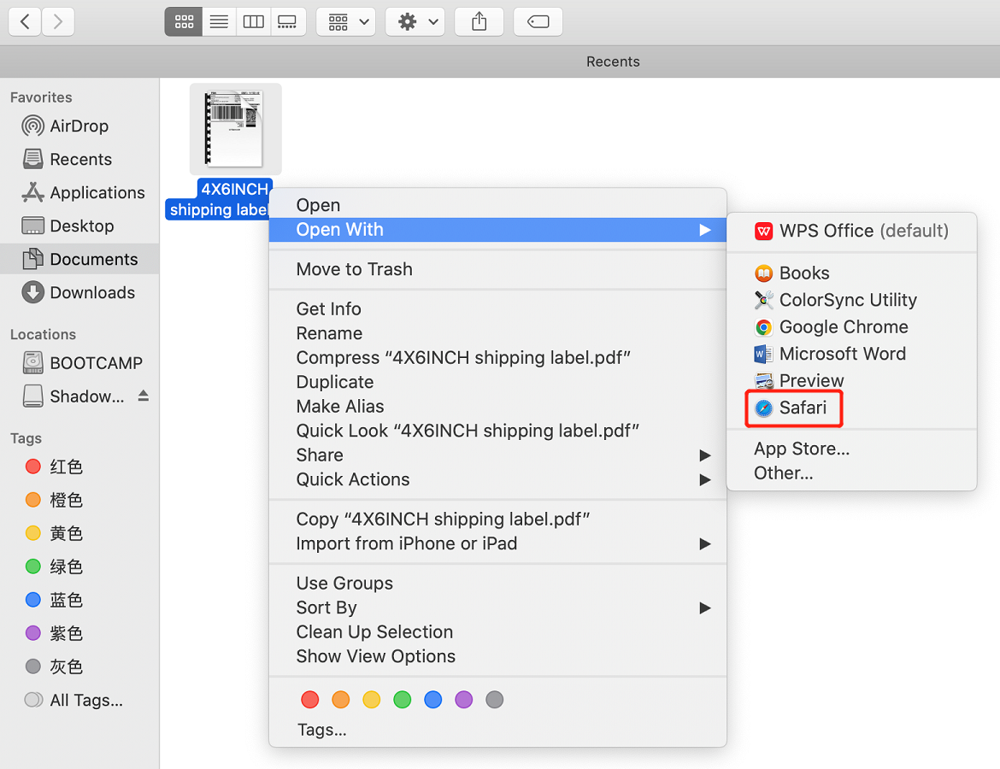 Recents
Favorites
AirDrop
Recents
Applications
Desktop
Documents
Downloads
Locations
BOOTCAMP
Shadow...
Tags
红色
橙色
黄色
绿色
蓝色
紫色
灰色
All Tags...
4X6INCH
shipping label
Open
Open With
Move to Trash
Get Info
Rename
Compress “4X6INCH shipping label.pdf”
Duplicate
Make Alias
Quick Look “4X6INCH shipping label.pdf”
Share
Quick Actions
Copy “4X6INCH shipping label.pdf”
Import from iPhone or iPad
Use Groups
Sort By
Clean Up Selection
Show View Options
Tags...
WPS Office (default)
Books
ColorSync Utility
Google Chrome
Microsoft Word
Preview
Safari
App Store...
Other...